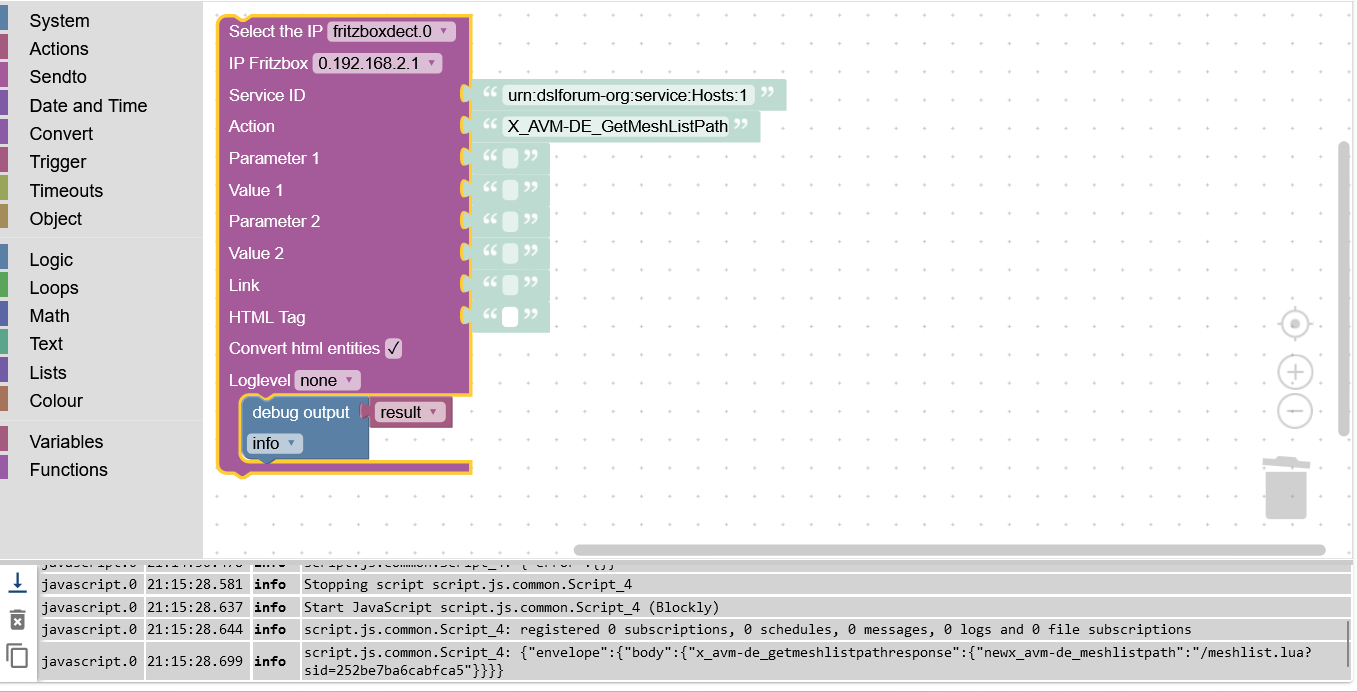 System
Actions
Sendto
Date and Time
Convert
Trigger
Timeouts
Object
Logic
Loops
Math
Text
Lists
Colour
Variables
Functions
Select the IP fritzboxdect.0
IP Fritzbox 0.192.168.2.1
Service ID “ urn:dslforum-org:service:Hosts:1 ”
Action “ X_AVM-DE_GetMeshListPath ”
Parameter 1 “ ”
Value 1 “ ”
Parameter 2 “ ”
Value 2 “ ”
Link “ ”
HTML Tag “ ”
Convert html entities ✓
Loglevel none
debug output result
info
javascript.0 21:15:28.581 info Stopping script script.js.common.Script_4
javascript.0 21:15:28.637 info Start JavaScript script.js.common.Script_4 (Blockly)
javascript.0 21:15:28.644 info script.js.common.Script_4: registered 0 subscriptions, 0 schedules, 0 messages, 0 logs and 0 file subscriptions
javascript.0 21:15:28.699 info script.js.common.Script_4: {"envelope":{"body":{"x_avm-de_getmeshlistpathresponse":{"newx_avm-de_meshlistpath":"/meshlist.lua?
sid=252be7ba6cabfca5"}}}}